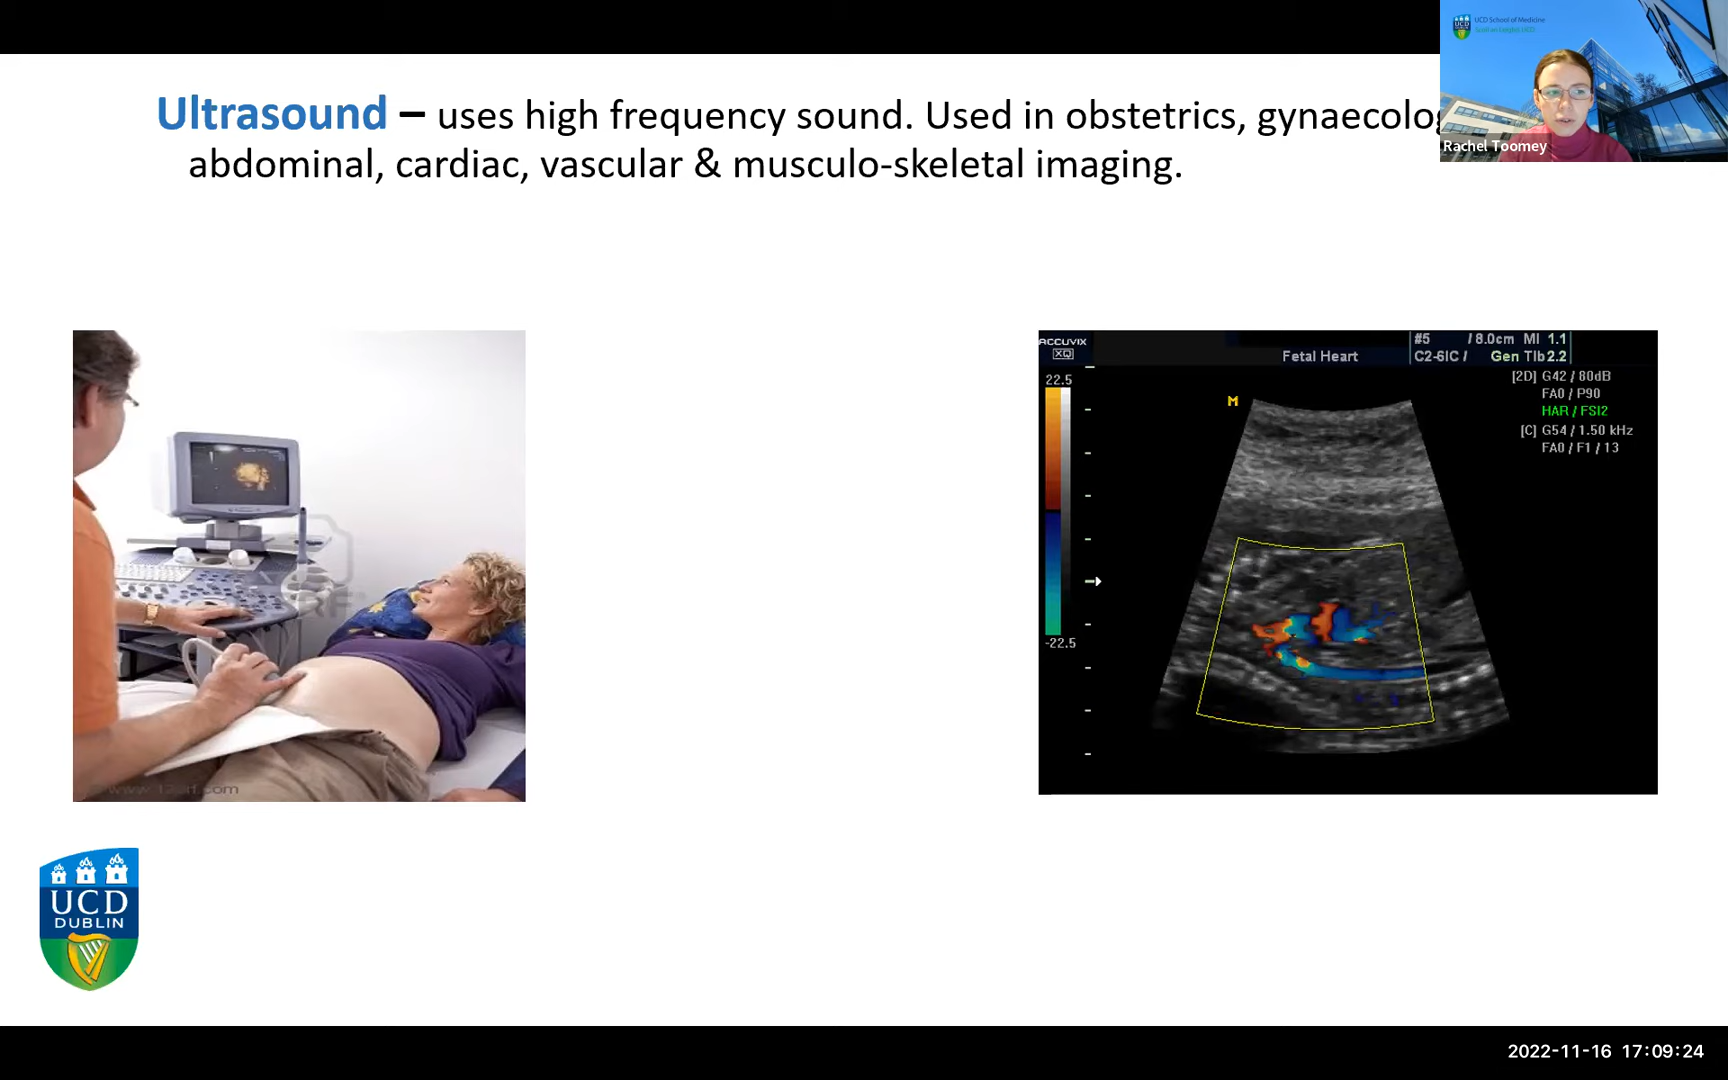 UCD School of Medicine
Rachel Toomey
Ultrasound – uses high frequency sound. Used in obstetrics,
abdominal, cardiac, vascular & musculo-skeletal imaging.
ACCUVIX
XQ
Fetal Heart
#5 / 8.0cm MI 1.1
C2-6IC / Gen TIb 2.2
[2D] G42 / 80dB
FA0 / P90
HAR / FSI2
[C] G54 / 1.50 kHz
FA0 / F1 / 13
22.5
M
-22.5
UCD
DUBLIN
2022-11-16 17:09:24